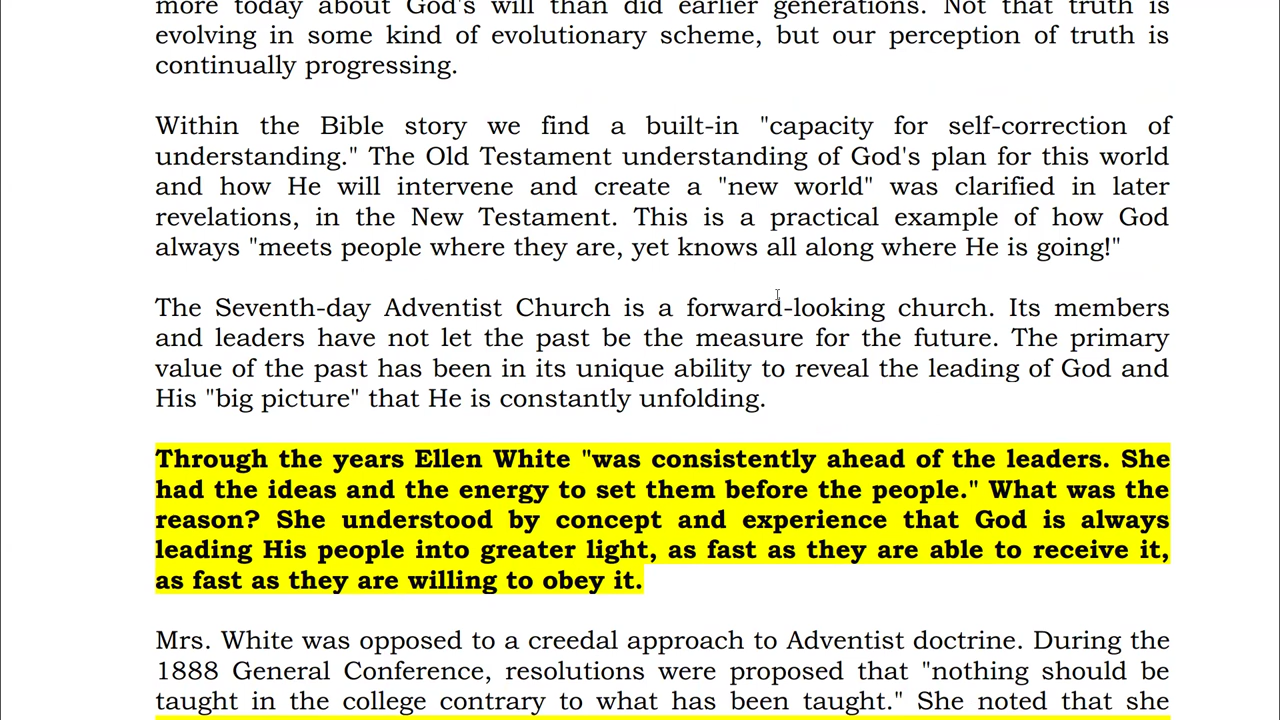 more today about God's will than did earlier generations. Not that truth is
evolving in some kind of evolutionary scheme, but our perception of truth is
continually progressing.
Within the Bible story we find a built-in "capacity for self-correction of
understanding." The Old Testament understanding of God's plan for this world
and how He will intervene and create a "new world" was clarified in later
revelations, in the New Testament. This is a practical example of how God
always "meets people where they are, yet knows all along where He is going!"
The Seventh-day Adventist Church is a forward-looking church. Its members
and leaders have not let the past be the measure for the future. The primary
value of the past has been in its unique ability to reveal the leading of God and
His "big picture" that He is constantly unfolding.
Through the years Ellen White "was consistently ahead of the leaders. She
had the ideas and the energy to set them before the people." What was the
reason? She understood by concept and experience that God is always
leading His people into greater light, as fast as they are able to receive it,
as fast as they are willing to obey it.
Mrs. White was opposed to a creedal approach to Adventist doctrine. During the
1888 General Conference, resolutions were proposed that "nothing should be
taught in the college contrary to what has been taught." She noted that she